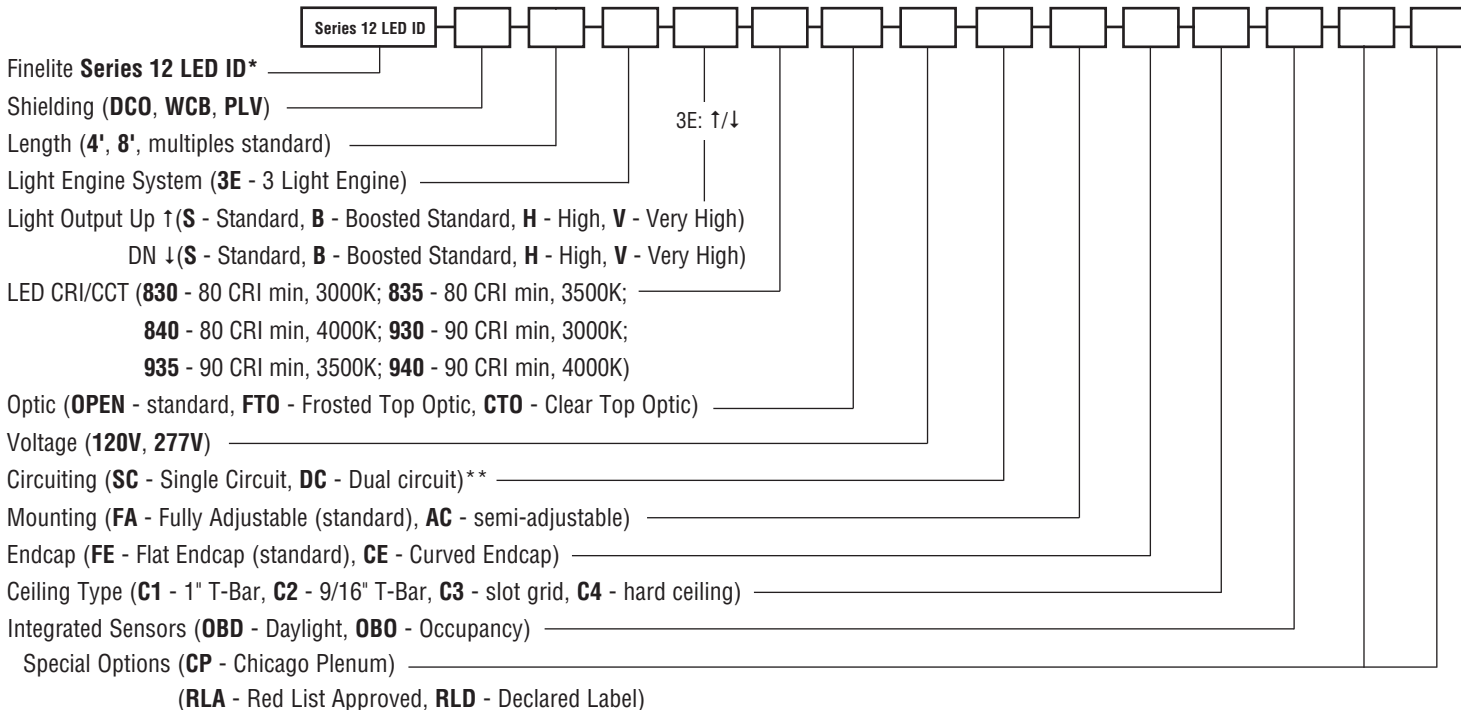 Series 12 LED ID
Finelite Series 12 LED ID*
Shielding (DCO, WCB, PLV)
3E: ↑/↓
Length (4', 8', multiples standard)
Light Engine System (3E - 3 Light Engine)
Light Output Up ↑(S - Standard, B - Boosted Standard, H - High, V - Very High)
DN ↓(S - Standard, B - Boosted Standard, H - High, V - Very High)
LED CRI/CCT (830 - 80 CRI min, 3000K; 835 - 80 CRI min, 3500K;
840 - 80 CRI min, 4000K; 930 - 90 CRI min, 3000K;
935 - 90 CRI min, 3500K; 940 - 90 CRI min, 4000K)
Optic (OPEN - standard, FTO - Frosted Top Optic, CTO - Clear Top Optic)
Voltage (120V, 277V)
Circuiting (SC - Single Circuit, DC - Dual circuit)**
Mounting (FA - Fully Adjustable (standard), AC - semi-adjustable)
Endcap (FE - Flat Endcap (standard), CE - Curved Endcap)
Ceiling Type (C1 - 1" T-Bar, C2 - 9/16" T-Bar, C3 - slot grid, C4 - hard ceiling)
Integrated Sensors (OBD - Daylight, OBO - Occupancy)
Special Options (CP - Chicago Plenum)
(RLA - Red List Approved, RLD - Declared Label)